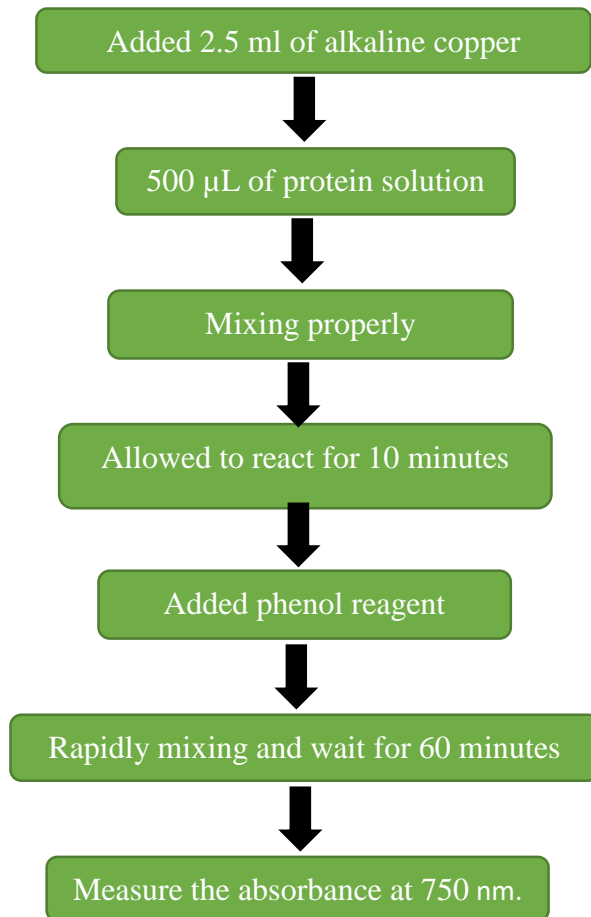 Added 2.5 ml of alkaline copper
500 µL of protein solution
Mixing properly
Allowed to react for 10 minutes
Added phenol reagent
Rapidly mixing and wait for 60 minutes
Measure the absorbance at 750 nm.